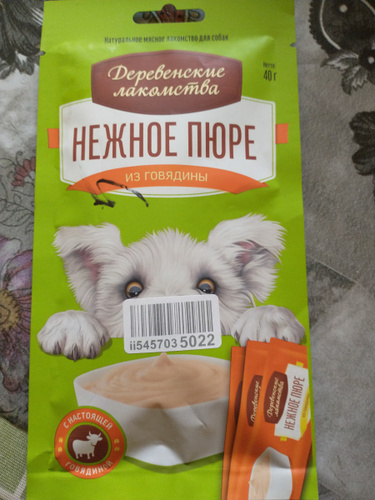 Натуральное мясное лакомство для собак
Деревенские
лакомства
Нетто
40 г
НЕЖНОЕ ПЮРЕ
ИЗ ГОВЯДИНЫ
ii545703 5022
С НАСТОЯЩЕЙ
ГОВЯДИНОЙ
Деревенские
лакомства
НЕЖНОЕ ПЮРЕ